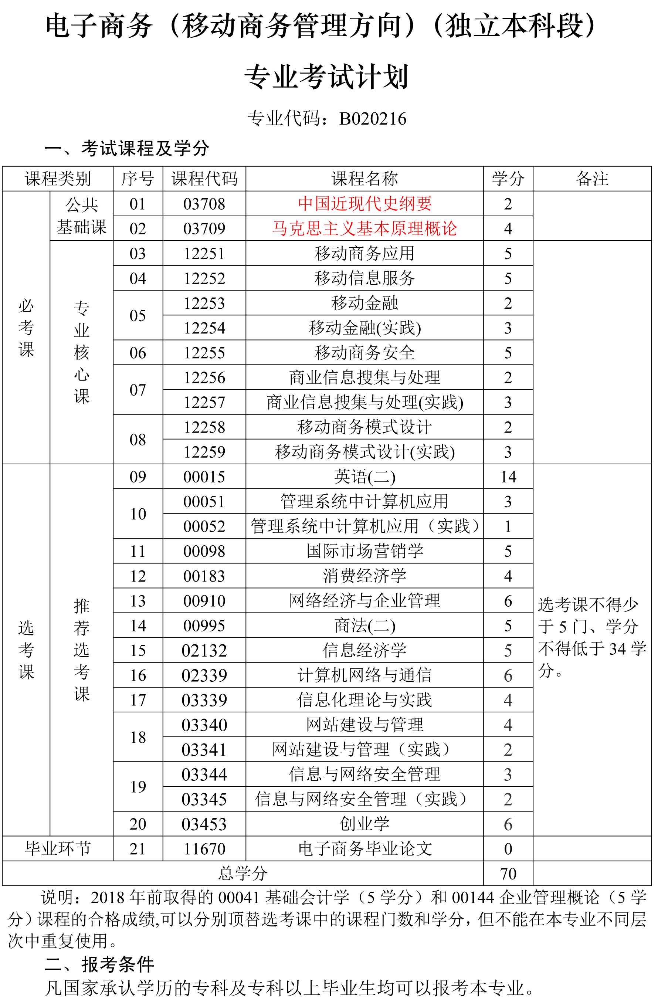 电子商务（移动商务管理方向）（独立本科段）
专业考试计划
专业代码：B020216
一、考试课程及学分
课程类别 序号 课程代码 课程名称 学分 备注
必考课 公共基础课 01 03708 中国近现代史纲要 2
02 03709 马克思主义基本原理概论 4
专业核心课 03 12251 移动商务应用 5
04 12252 移动信息服务 5
05 12253 移动金融 2
12254 移动金融(实践) 3
06 12255 移动商务安全 5
07 12256 商业信息搜集与处理 2
12257 商业信息搜集与处理(实践) 3
08 12258 移动商务模式设计 2
12259 移动商务模式设计(实践) 3
选考课 推荐选考课 09 00015 英语(二) 14
10 00051 管理系统中计算机应用 3
00052 管理系统中计算机应用（实践） 1
11 00098 国际市场营销学 5
12 00183 消费经济学 4
13 00910 网络经济与企业管理 6
14 00995 商法(二) 5
15 02132 信息经济学 5
16 02339 计算机网络与通信 6
17 03339 信息化理论与实践 4
18 03340 网站建设与管理 4
03341 网站建设与管理（实践） 2
19 03344 信息与网络安全管理 3
03345 信息与网络安全管理（实践） 2
20 03453 创业学 6
选考课不得少
于 5 门、学分
不得低于 34 学
分。
毕业环节 21 11670 电子商务毕业论文 0
总学分 70
说明：2018 年前取得的 00041 基础会计学（5 学分）和 00144 企业管理概论（5 学
分）课程的合格成绩,可以分别顶替选考课中的课程门数和学分，但不能在本专业不同层
次中重复使用。
二、报考条件
凡国家承认学历的专科及专科以上毕业生均可以报考本专业。